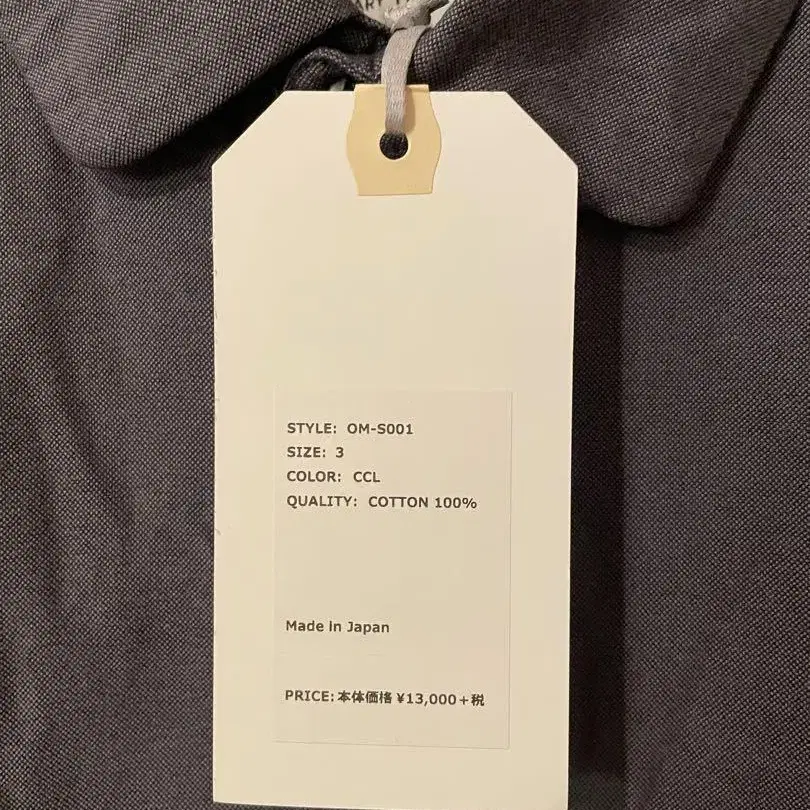 STYLE: OM-S001
SIZE: 3
COLOR: CCL
QUALITY: COTTON 100%
Made in Japan
PRICE:本体価格 ¥13,000+税